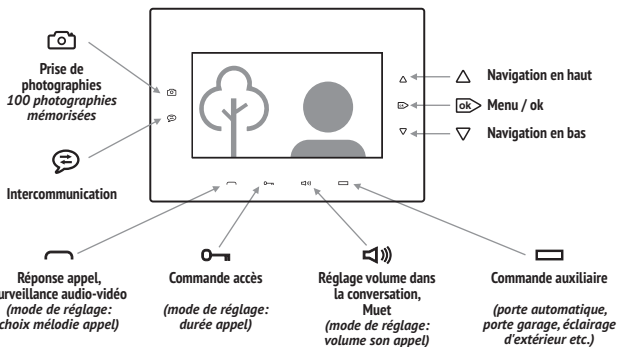 Prise de
photographies
100 photographies
mémorisées
Intercommunication
Navigation en haut
ok Menu / ok
Navigation en bas
Réponse appel,
urveillance audio-vidéo
(mode de réglage:
choix mélodie appel)
Commande accès
(mode de réglage:
durée appel)
Réglage volume dans
la conversation,
Muet
(mode de réglage:
volume son appel)
Commande auxiliaire
(porte automatique,
porte garage, éclairage
d'extérieur etc.)